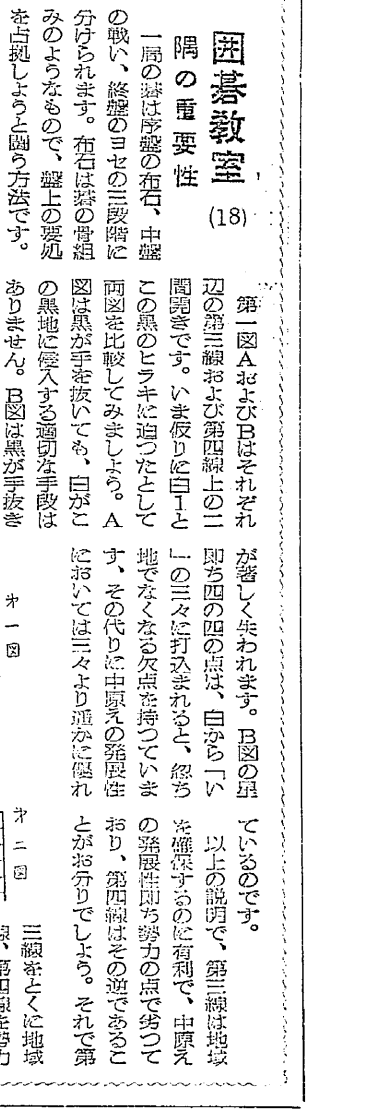 囲碁教室
(18)
隅の重要性
一局の碁は序盤の布石、中盤
の戦い、終盤のヨセの三段階に
分けられます。布石は碁の骨組
みのようなもので、盤上の要処
を占拠しようと闘う方法です。
第一図AおよびBはそれぞれ
辺の第三線および第四線上の二
間開きです。いま仮りに白1と
この黒のヒラキに迫つたとして
両図を比較してみましよう。A
図は黒が手を抜いても、白がこ
の黒地に侵入する適切な手段は
ありません。B図は黒が手抜き
が著しく失われます。B図の星
即ち四の四の点は、白から「い
」の三々に打込まれると、忽ち
地でなくなる欠点を持つていま
す、その代りに中原えの発展性
においては三々より遥かに優れ
才一図
ているのです。
以上の説明で、第三線は地域
を確保するのに有利で、中原え
の発展性即ち勢力の点で劣つて
おり、第四線はその逆であるこ
とがお分りでしよう。それで第
才二図
三線をとくに地域
線、第四線を勢力